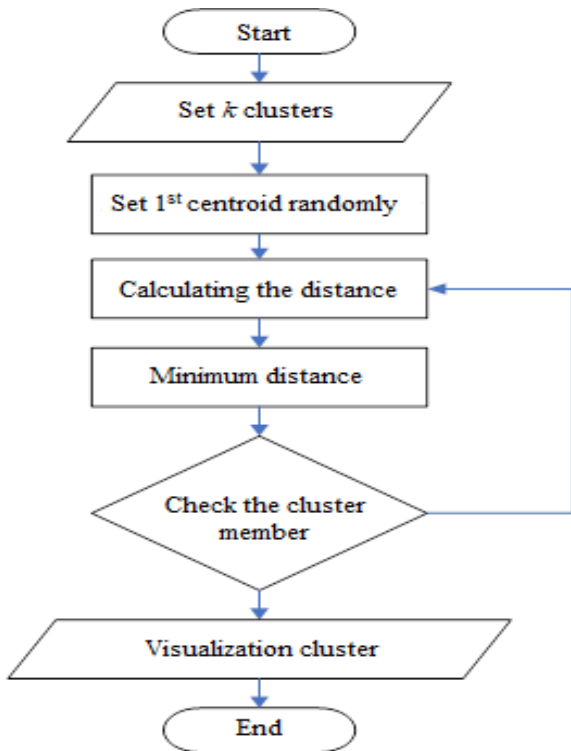 Start
Set k clusters
Set 1st centroid randomly
Calculating the distance
Minimum distance
Check the cluster
member
Visualization cluster
End